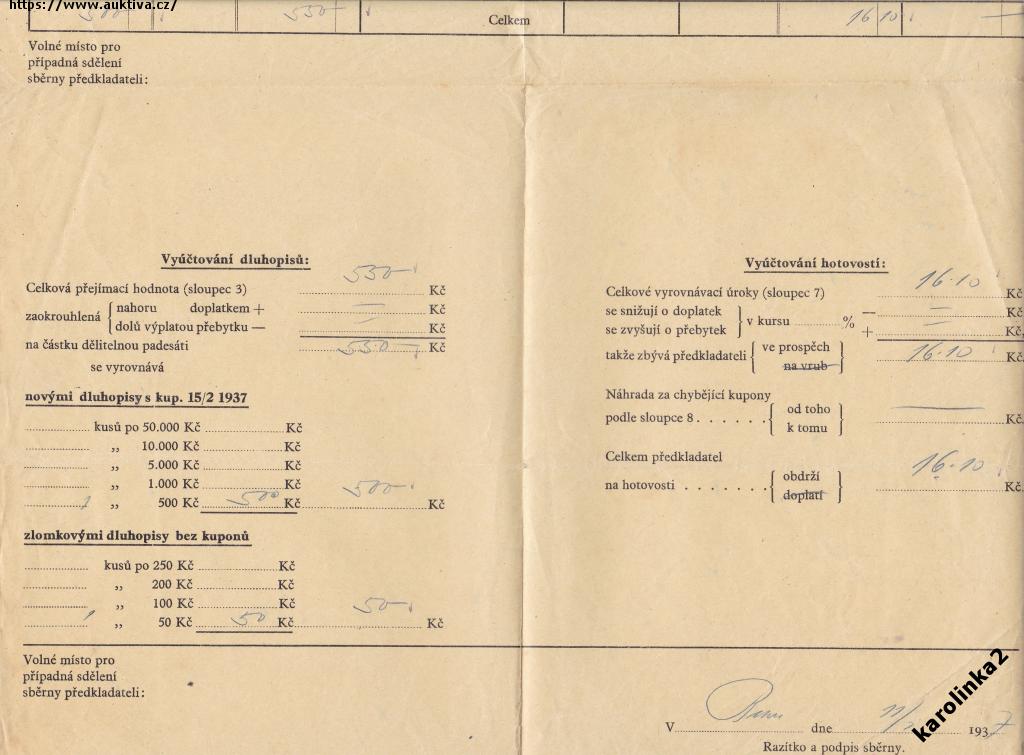 https://www.auktiva.cz/
500 550 Celkem 16 10
Volné místo pro
případná sdělení
sběrny předkladateli:
Vyúčtování dluhopisů:
550
Celková přejímací hodnota (sloupec 3) Kč
zaokrouhlená { nahoru doplatkem + Kč
dolů výplatou přebytku — Kč
na částku dělitelnou padesáti 550 Kč
se vyrovnává
novými dluhopisy s kup. 15/2 1937
kusů po 50.000 Kč Kč
„ 10.000 Kč Kč
„ 5.000 Kč Kč
„ 1.000 Kč Kč 500
1 „ 500 Kč 500 Kč Kč
zlomkovými dluhopisy bez kuponů
kusů po 250 Kč Kč
„ 200 Kč Kč
„ 100 Kč Kč 50
1 „ 50 Kč 50 Kč Kč
Volné místo pro
případná sdělení
sběrny předkladateli:
Vyúčtování hotovostí:
16·10
Celkové vyrovnávací úroky (sloupec 7) Kč
se snižují o doplatek } v kursu % — Kč
se zvyšují o přebytek + Kč
takže zbývá předkladateli { ve prospěch } 16·10 Kč
na vrub
Náhrada za chybějící kupony
podle sloupce 8 . . . . . . { od toho } Kč
k tomu
Celkem předkladatel 16·10
na hotovosti . . . . . . . { obdrží } Kč
doplatí
V dne 1937
Razítko a podpis sběrny.
karolinka2